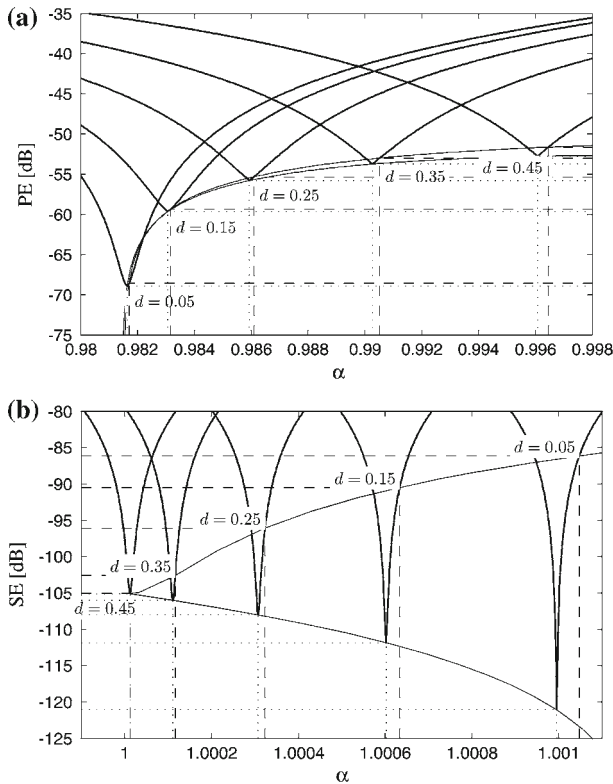 (a)
-35
-40
-45
-50
-55
-60
-65
-70
-75
PE [dB]
d = 0.45
d = 0.35
d = 0.25
d = 0.15
d = 0.05
0.98 0.982 0.984 0.986 0.988 0.99 0.992 0.994 0.996 0.998
α
(b)
-80
-85
-90
-95
-100
-105
-110
-115
-120
-125
SE [dB]
d = 0.05
d = 0.15
d = 0.25
d = 0.35
d = 0.45
1 1.0002 1.0004 1.0006 1.0008 1.001
α